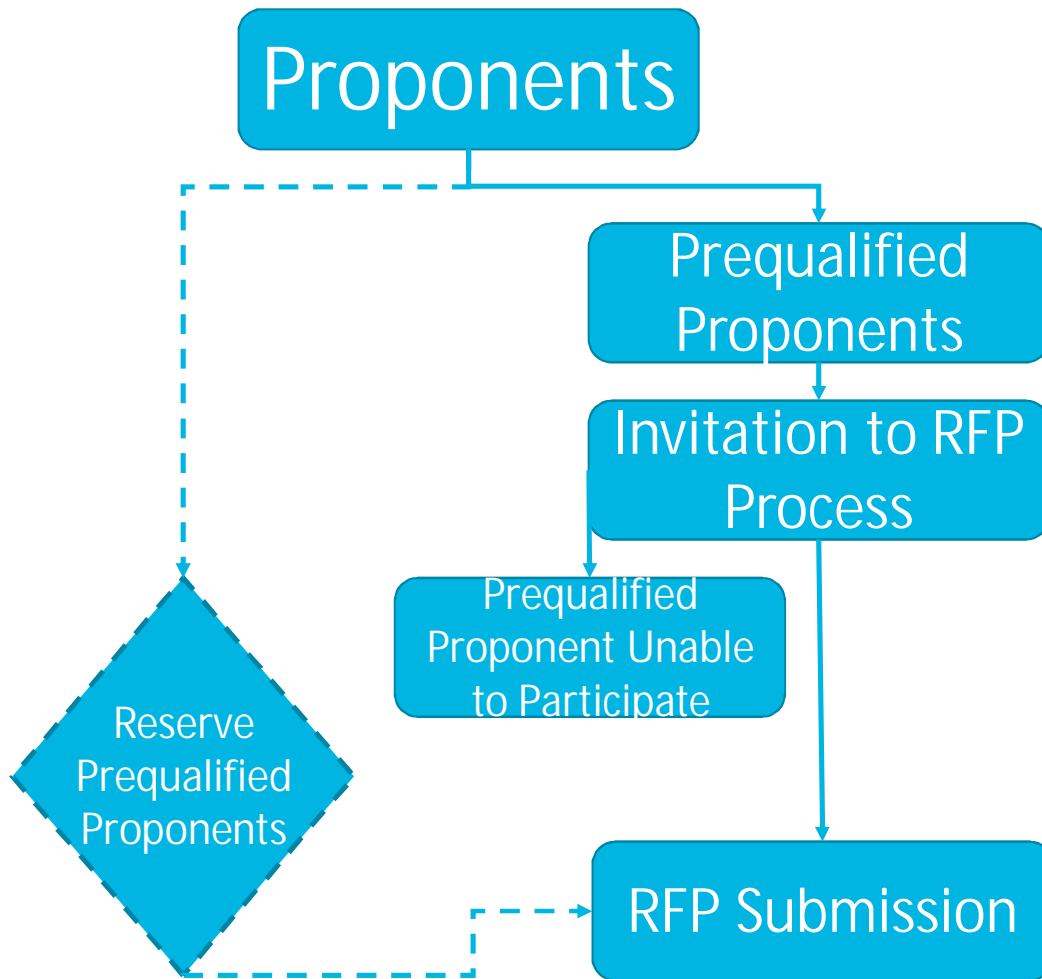 Proponents
Prequalified
Proponents
Invitation to RFP
Process
Prequalified
Proponent Unable
to Participate
Reserve
Prequalified
Proponents
RFP Submission